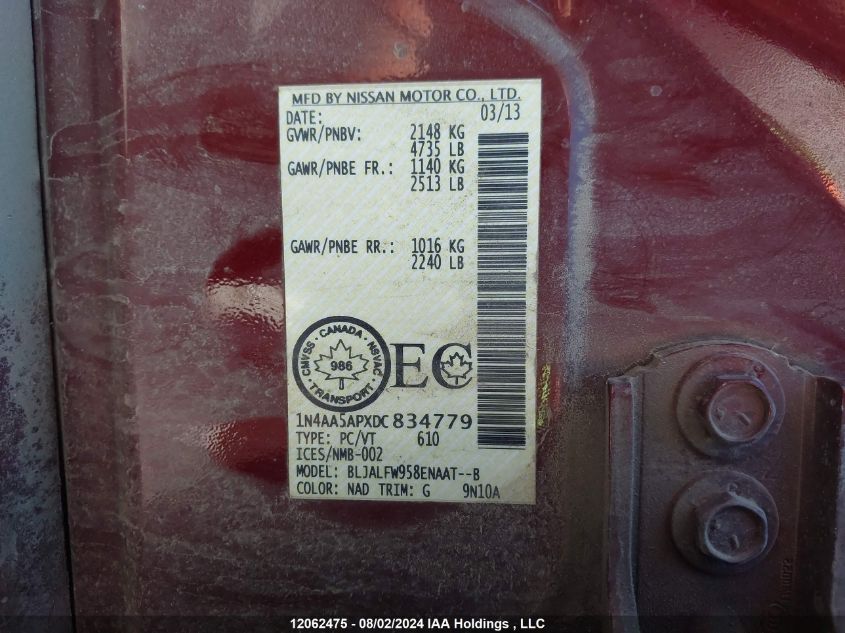 MFD BY NISSAN MOTOR CO., LTD.
DATE: 03/13
GVWR/PNBV: 2148 KG
4735 LB
GAWR/PNBE FR.: 1140 KG
2513 LB
GAWR/PNBE RR.: 1016 KG
2240 LB
CMVSS · CANADA · NSVAC · TRANSPORT ·
986
EC
1N4AA5APXDC834779
TYPE: PC/VT 610
ICES/NMB-002
MODEL: BLJALFW958ENAAT--B
COLOR: NAD TRIM: G 9N10A
12062475 - 08/02/2024 IAA Holdings , LLC